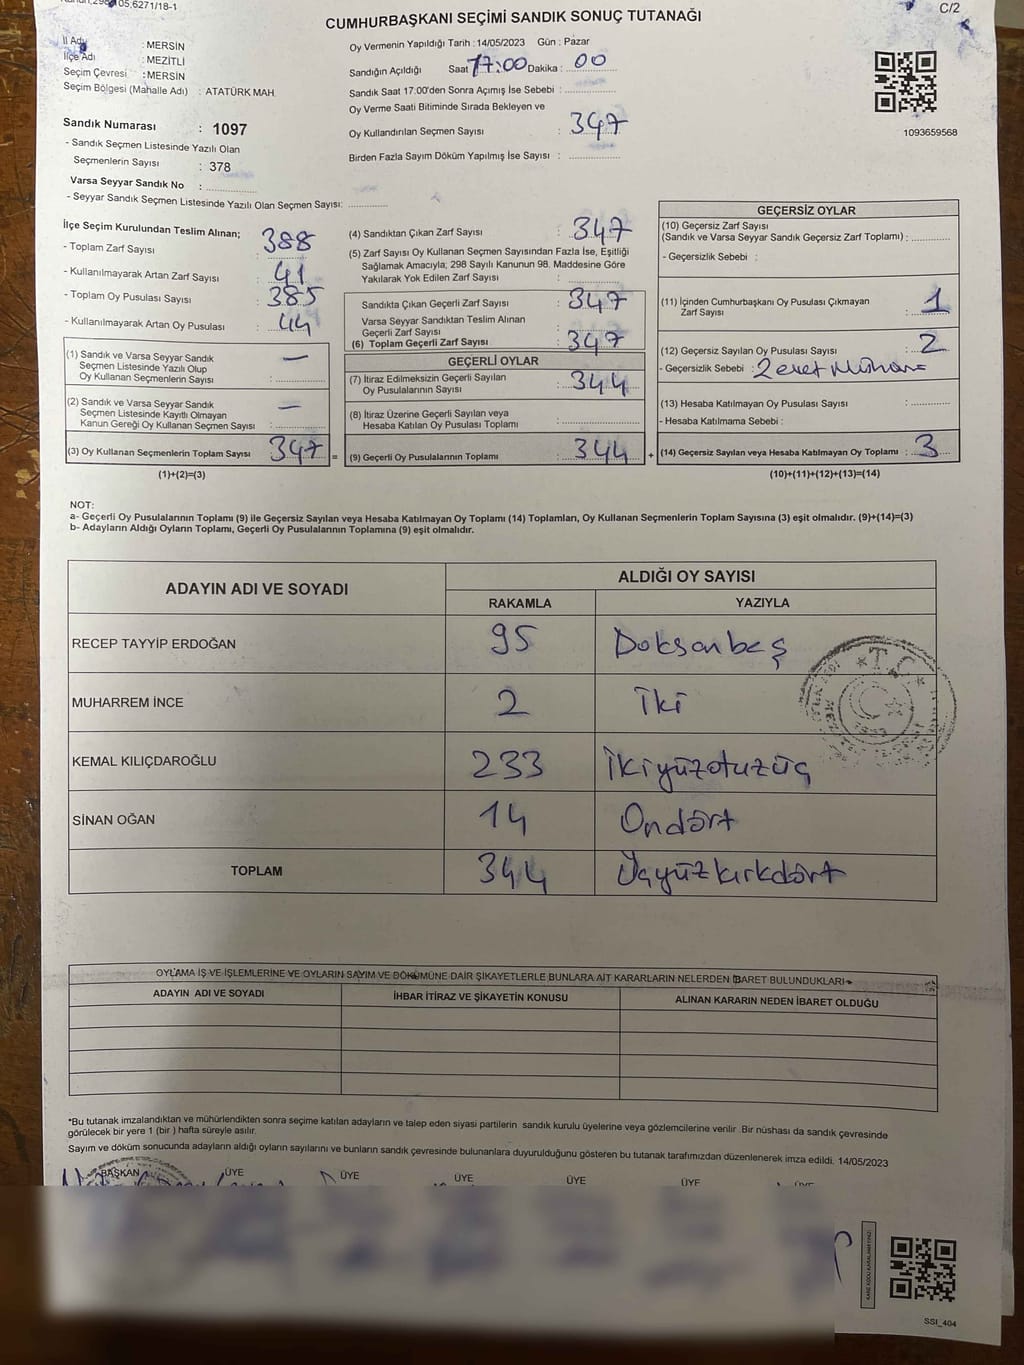 CUMHURBAŞKANI SEÇİMİ SANDIK SONUÇ TUTANAĞI
C/2
İl Adı : MERSİN
İlçe Adı : MEZİTLİ
Seçim Çevresi : MERSİN
Seçim Bölgesi (Mahalle Adı) : ATATÜRK MAH.
Sandık Numarası : 1097
- Sandık Seçmen Listesinde Yazılı Olan
Seçmenlerin Sayısı : 378
Varsa Seyyar Sandık No :
- Seyyar Sandık Seçmen Listesinde Yazılı Olan Seçmen Sayısı:
Oy Vermenin Yapıldığı Tarih : 14/05/2023 Gün : Pazar
Sandığın Açıldığı Saat 17:00 Dakika : 00
Sandık Saat 17:00'den Sonra Açımış İse Sebebi :
Oy Verme Saati Bitiminde Sırada Bekleyen ve
Oy Kullandırılan Seçmen Sayısı : 347
Birden Fazla Sayım Döküm Yapılmış İse Sayısı :
1093659568
İlçe Seçim Kurulundan Teslim Alınan;
- Toplam Zarf Sayısı : 388
- Kullanılmayarak Artan Zarf Sayısı : 41
- Toplam Oy Pusulası Sayısı : 385
- Kullanılmayarak Artan Oy Pusulası : 44
(1) Sandık ve Varsa Seyyar Sandık
Seçmen Listesinde Yazılı Olup
Oy Kullanan Seçmenlerin Sayısı : —
(2) Sandık ve Varsa Seyyar Sandık
Seçmen Listesinde Kayıtlı Olmayan
Kanun Gereği Oy Kullanan Seçmen Sayısı : —
(3) Oy Kullanan Seçmenlerin Toplam Sayısı 347 =
(1)+(2)=(3)
(4) Sandıktan Çıkan Zarf Sayısı : 347
(5) Zarf Sayısı Oy Kullanan Seçmen Sayısından Fazla İse, Eşitliği
Sağlamak Amacıyla; 298 Sayılı Kanunun 98. Maddesine Göre
Yakılarak Yok Edilen Zarf Sayısı :
Sandıkta Çıkan Geçerli Zarf Sayısı : 347
Varsa Seyyar Sandıktan Teslim Alınan
Geçerli Zarf Sayısı :
(6) Toplam Geçerli Zarf Sayısı : 347
GEÇERLİ OYLAR
(7) İtiraz Edilmeksizin Geçerli Sayılan
Oy Pusulalarının Sayısı : 344
(8) İtiraz Üzerine Geçerli Sayılan veya
Hesaba Katılan Oy Pusulası Toplamı :
(9) Geçerli Oy Pusulalarının Toplamı : 344 +
GEÇERSİZ OYLAR
(10) Geçersiz Zarf Sayısı
(Sandık ve Varsa Seyyar Sandık Geçersiz Zarf Toplamı) :
- Geçersizlik Sebebi :
(11) İçinden Cumhurbaşkanı Oy Pusulası Çıkmayan
Zarf Sayısı : 1
(12) Geçersiz Sayılan Oy Pusulası Sayısı : 2
- Geçersizlik Sebebi : 2
(13) Hesaba Katılmayan Oy Pusulası Sayısı :
- Hesaba Katılmama Sebebi :
(14) Geçersiz Sayılan veya Hesaba Katılmayan Oy Toplamı : 3
(10)+(11)+(12)+(13)=(14)
NOT:
a- Geçerli Oy Pusulalarının Toplamı (9) ile Geçersiz Sayılan veya Hesaba Katılmayan Oy Toplamı (14) Toplamları, Oy Kullanan Seçmenlerin Toplam Sayısına (3) eşit olmalıdır. (9)+(14)=(3)
b- Adayların Aldığı Oyların Toplamı, Geçerli Oy Pusulalarının Toplamına (9) eşit olmalıdır.
ADAYIN ADI VE SOYADI
ALDIĞI OY SAYISI
RAKAMLA YAZIYLA
RECEP TAYYİP ERDOĞAN 95 Doksanbeş
MUHARREM İNCE 2 İki
KEMAL KILIÇDAROĞLU 233 İkiyüzotuzüç
SİNAN OĞAN 14 Ondört
TOPLAM 344 Üçyüzkırkdört
T.C.
OYLAMA İŞ VE İŞLEMLERİNE VE OYLARIN SAYIM VE DÖKÜMÜNE DAİR ŞİKAYETLERLE BUNLARA AİT KARARLARIN NELERDEN İBARET BULUNDUKLARI
ADAYIN ADI VE SOYADI İHBAR İTİRAZ VE ŞİKAYETİN KONUSU ALINAN KARARIN NEDEN İBARET OLDUĞU
*Bu tutanak imzalandıktan ve mühürlendikten sonra seçime katılan adayların ve talep eden siyasi partilerin sandık kurulu üyelerine veya gözlemcilerine verilir. Bir nüshası da sandık çevresinde
görülecek bir yere 1 (bir ) hafta süreyle asılır.
Sayım ve döküm sonucunda adayların aldığı oyların sayılarını ve bunların sandık çevresinde bulunanlara duyurulduğunu gösteren bu tutanak tarafımızdan düzenlenerek imza edildi. 14/05/2023
BAŞKAN ÜYE ÜYE ÜYE ÜYE ÜYE ÜYE
SSI_404